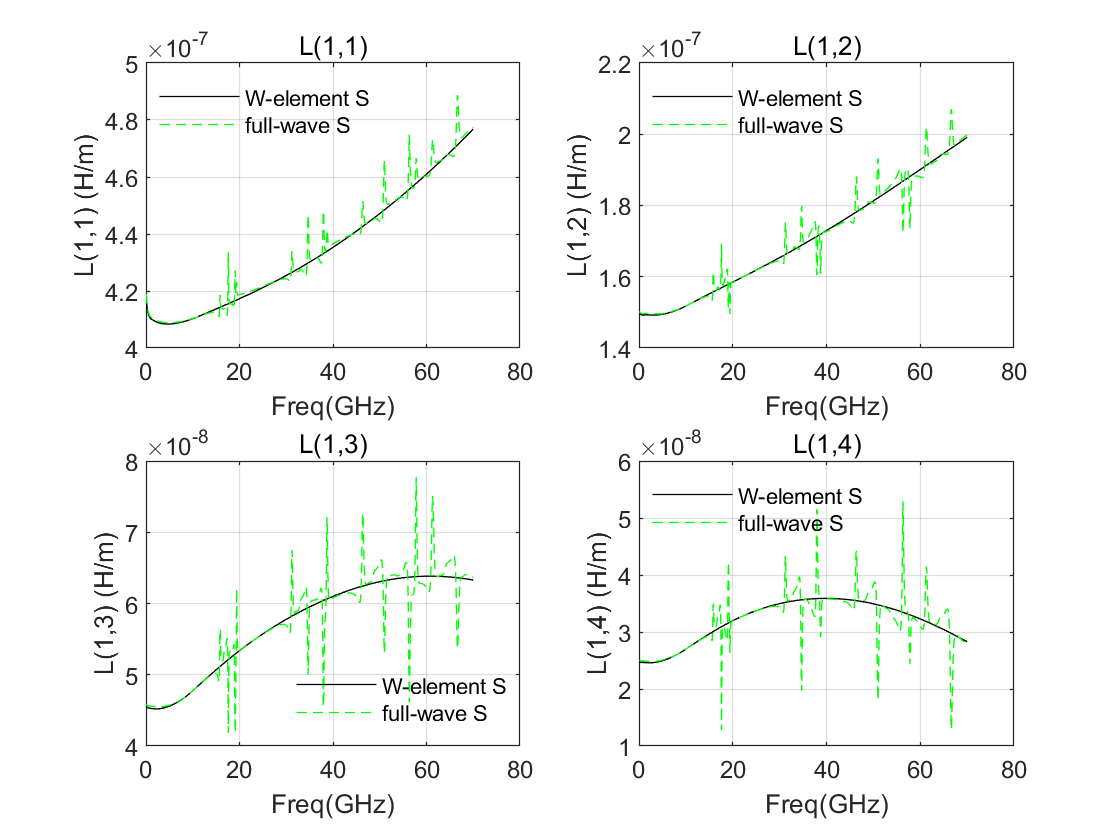 ×10-7
L(1,1)
5
4.8
4.6
4.4
4.2
4
L(1,1) (H/m)
W-element S
full-wave S
0 20 40 60 80
Freq(GHz)
×10-7
L(1,2)
2.2
2
1.8
1.6
1.4
L(1,2) (H/m)
W-element S
full-wave S
0 20 40 60 80
Freq(GHz)
×10-8
L(1,3)
8
7
6
5
4
L(1,3) (H/m)
W-element S
full-wave S
0 20 40 60 80
Freq(GHz)
×10-8
L(1,4)
6
5
4
3
2
1
L(1,4) (H/m)
W-element S
full-wave S
0 20 40 60 80
Freq(GHz)